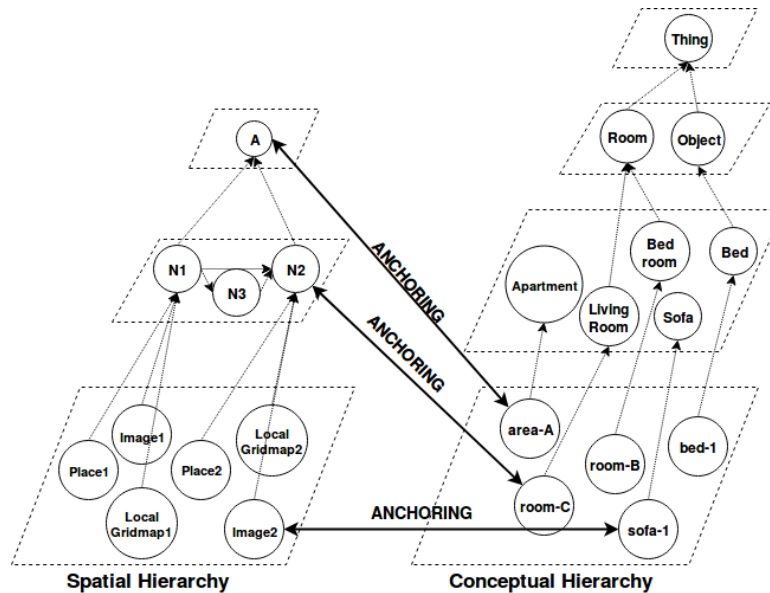 Thing
Room
Object
A
ANCHORING
N1
N2
N3
Bed
room
Bed
Apartment
Living
Room
Sofa
ANCHORING
Image1
Place1
Local
Gridmap1
Place2
Local
Gridmap2
Image2
area-A
room-B
bed-1
room-C
sofa-1
ANCHORING
Spatial Hierarchy
Conceptual Hierarchy